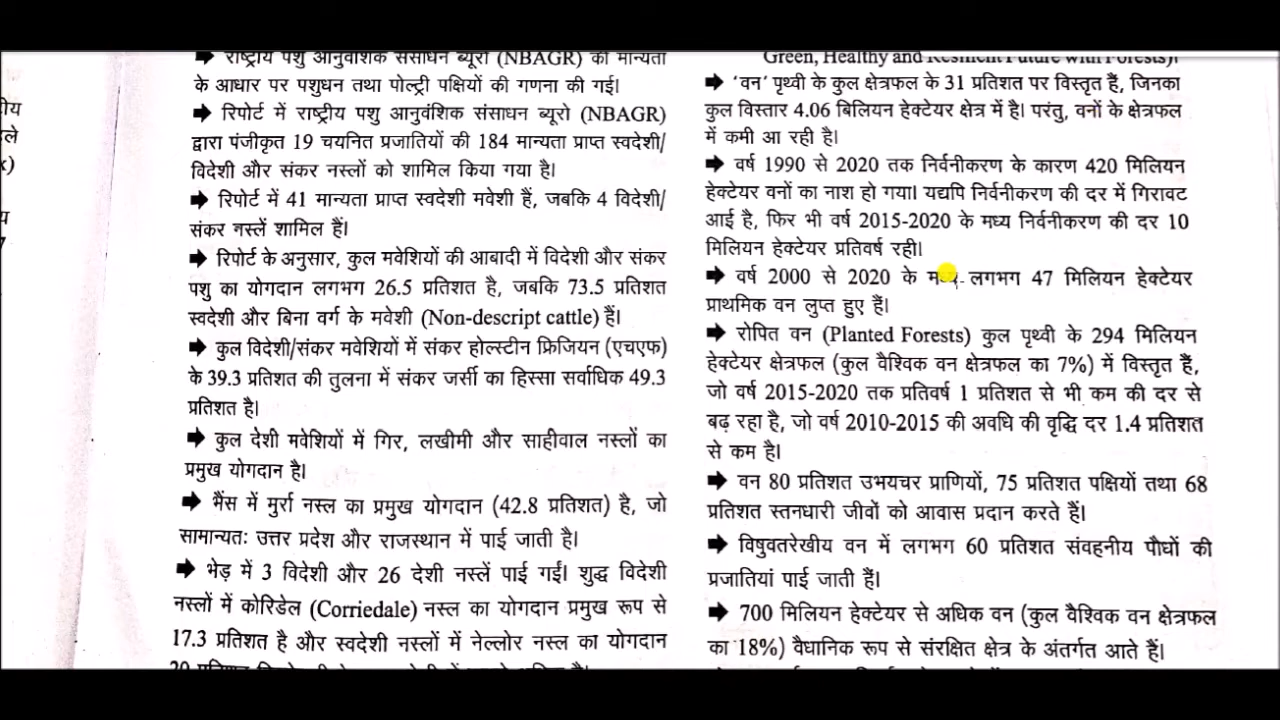 ीय
हले
x)
य
राष्ट्रीय पशु आनुवंशिक संसाधन ब्यूरो (NBAGR) की मान्यता
के आधार पर पशुधन तथा पोल्ट्री पक्षियों की गणना की गई।
➡ रिपोर्ट में राष्ट्रीय पशु आनुवंशिक संसाधन ब्यूरो (NBAGR)
द्वारा पंजीकृत 19 चयनित प्रजातियों की 184 मान्यता प्राप्त स्वदेशी/
विदेशी और संकर नस्लों को शामिल किया गया है।
➡ रिपोर्ट में 41 मान्यता प्राप्त स्वदेशी मवेशी हैं, जबकि 4 विदेशी/
संकर नस्लें शामिल हैं।
➡ रिपोर्ट के अनुसार, कुल मवेशियों की आबादी में विदेशी और संकर
पशु का योगदान लगभग 26.5 प्रतिशत है, जबकि 73.5 प्रतिशत
स्वदेशी और बिना वर्ग के मवेशी (Non-descript cattle) हैं।
➡ कुल विदेशी/संकर मवेशियों में संकर होल्स्टीन फ्रिजियन (एचएफ)
के 39.3 प्रतिशत की तुलना में संकर जर्सी का हिस्सा सर्वाधिक 49.3
प्रतिशत है।
➡ कुल देशी मवेशियों में गिर, लखीमी और साहीवाल नस्लों का
प्रमुख योगदान है।
➡ भैंस में मुर्रा नस्ल का प्रमुख योगदान (42.8 प्रतिशत) है, जो
सामान्यतः उत्तर प्रदेश और राजस्थान में पाई जाती है।
➡ भेड़ में 3 विदेशी और 26 देशी नस्लें पाई गईं। शुद्ध विदेशी
नस्लों में कोरिडेल (Corriedale) नस्ल का योगदान प्रमुख रूप से
17.3 प्रतिशत है और स्वदेशी नस्लों में नेल्लोर नस्ल का योगदान
Green, Healthy and Resilient Future with Forests)।
➡ ‘वन’ पृथ्वी के कुल क्षेत्रफल के 31 प्रतिशत पर विस्तृत हैं, जिनका
कुल विस्तार 4.06 बिलियन हेक्टेयर क्षेत्र में है। परंतु, वनों के क्षेत्रफल
में कमी आ रही है।
➡ वर्ष 1990 से 2020 तक निर्वनीकरण के कारण 420 मिलियन
हेक्टेयर वनों का नाश हो गया। यद्यपि निर्वनीकरण की दर में गिरावट
आई है, फिर भी वर्ष 2015-2020 के मध्य निर्वनीकरण की दर 10
मिलियन हेक्टेयर प्रतिवर्ष रही।
➡ वर्ष 2000 से 2020 के मध्य लगभग 47 मिलियन हेक्टेयर
प्राथमिक वन लुप्त हुए हैं।
➡ रोपित वन (Planted Forests) कुल पृथ्वी के 294 मिलियन
हेक्टेयर क्षेत्रफल (कुल वैश्विक वन क्षेत्रफल का 7%) में विस्तृत हैं,
जो वर्ष 2015-2020 तक प्रतिवर्ष 1 प्रतिशत से भी कम की दर से
बढ़ रहा है, जो वर्ष 2010-2015 की अवधि की वृद्धि दर 1.4 प्रतिशत
से कम है।
➡ वन 80 प्रतिशत उभयचर प्राणियों, 75 प्रतिशत पक्षियों तथा 68
प्रतिशत स्तनधारी जीवों को आवास प्रदान करते हैं।
➡ विषुवतरेखीय वन में लगभग 60 प्रतिशत संवहनीय पौधों की
प्रजातियां पाई जाती हैं।
➡ 700 मिलियन हेक्टेयर से अधिक वन (कुल वैश्विक वन क्षेत्रफल
का 18%) वैधानिक रूप से संरक्षित क्षेत्र के अंतर्गत आते हैं।